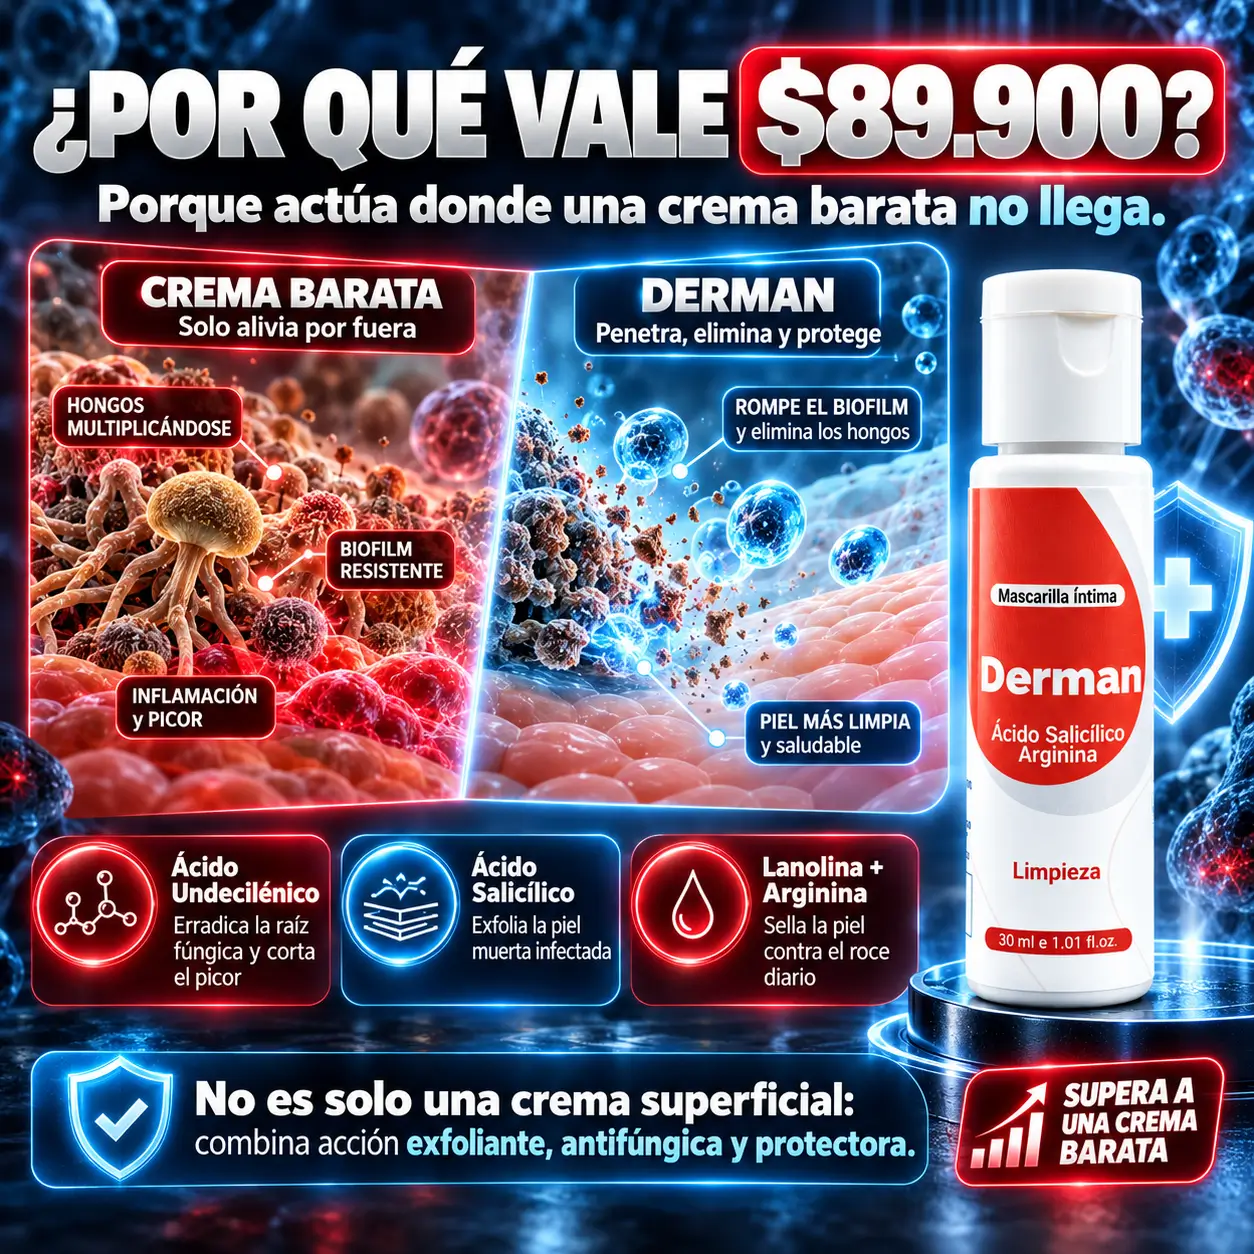 ¿POR QUÉ VALE $89.900?
Porque actúa donde una crema barata no llega.
CREMA BARATA
Solo alivia por fuera
HONGOS
MULTIPLICÁNDOSE
BIOFILM
RESISTENTE
INFLAMACIÓN
y PICOR
DERMAN
Penetra, elimina y protege
ROMPE EL BIOFILM
y elimina los hongos
PIEL MÁS LIMPIA
y saludable
Mascarilla íntima
Derman
Ácido Salicílico
Arginina
Limpieza
30 ml e 1.01 fl.oz.
Ácido
Undecilénico
Erradica la raíz
fúngica y corta
el picor
Ácido
Salicílico
Exfolia la piel
muerta infectada
Lanolina +
Arginina
Sella la piel
contra el roce
diario
No es solo una crema superficial:
combina acción exfoliante, antifúngica y protectora.
SUPERA A
UNA CREMA
BARATA